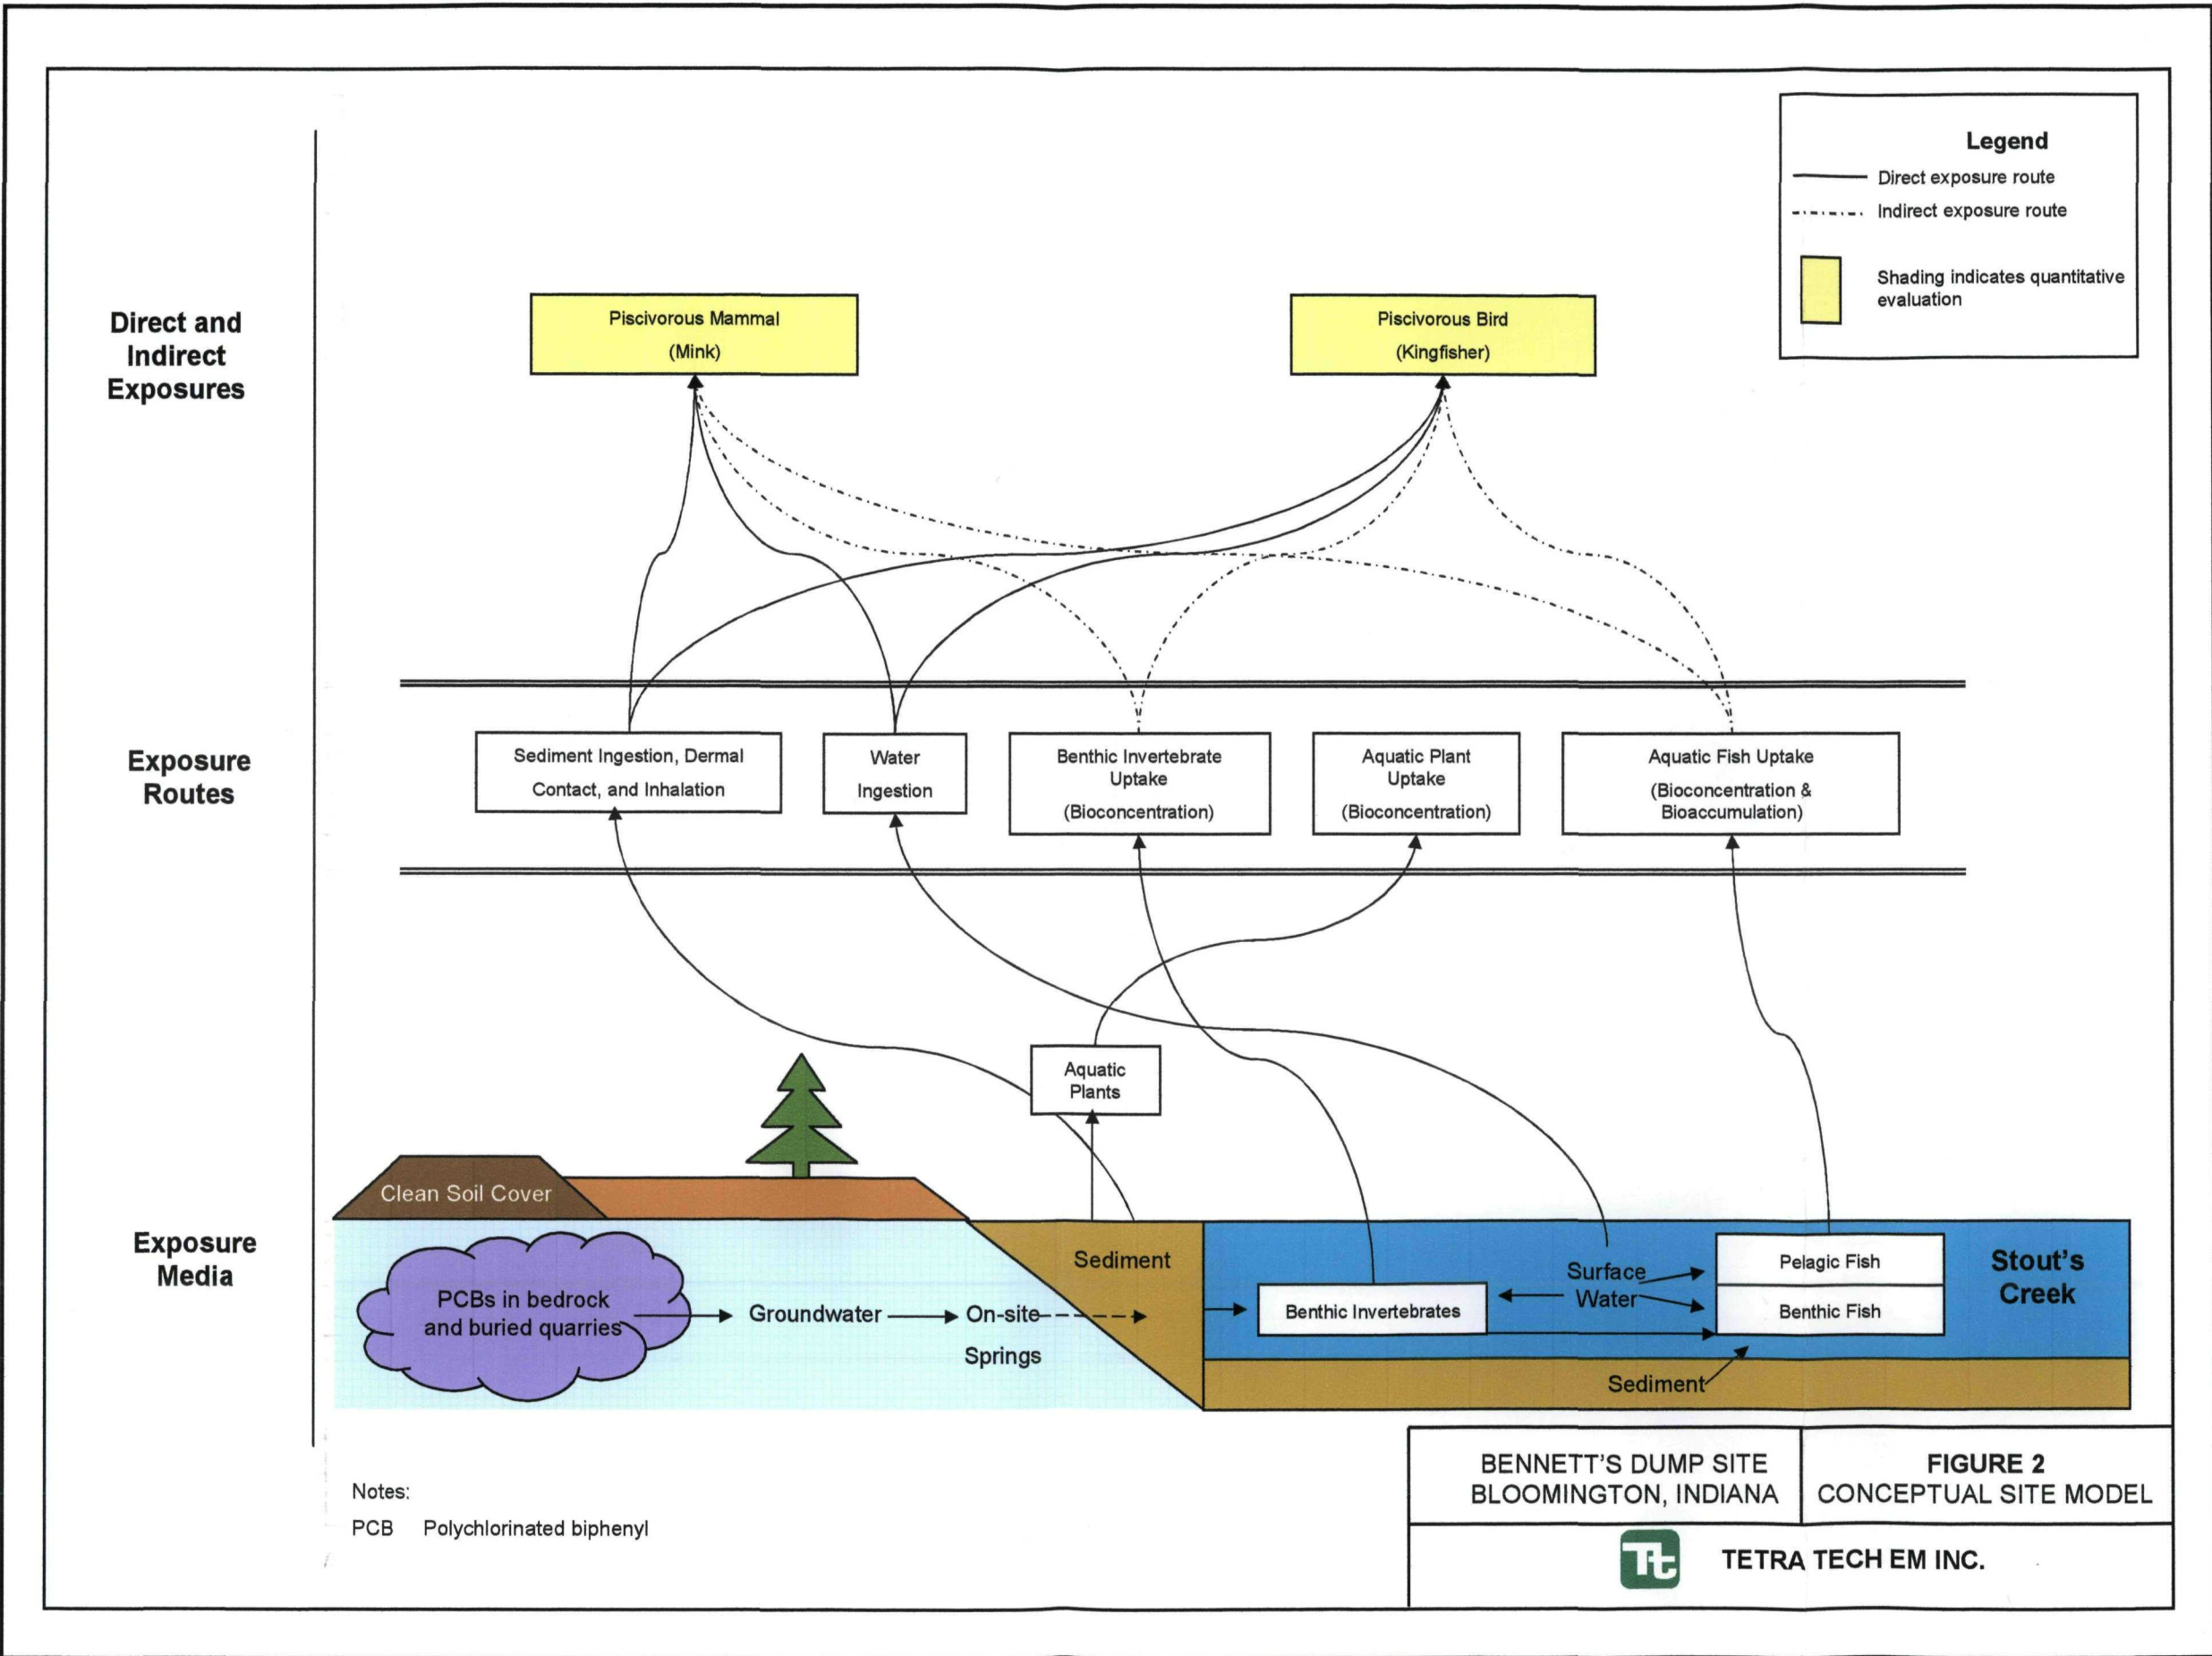 Legend
Direct exposure route
Indirect exposure route
Shading indicates quantitative
evaluation
Direct and
Indirect
Exposures
Piscivorous Mammal
(Mink)
Piscivorous Bird
(Kingfisher)
Exposure
Routes
Sediment Ingestion, Dermal
Contact, and Inhalation
Water
Ingestion
Benthic Invertebrate
Uptake
(Bioconcentration)
Aquatic Plant
Uptake
(Bioconcentration)
Aquatic Fish Uptake
(Bioconcentration &
Bioaccumulation)
Aquatic
Plants
Exposure
Media
Clean Soil Cover
PCBs in bedrock
and buried quarries
Groundwater
On-site
Springs
Sediment
Benthic Invertebrates
Surface
Water
Pelagic Fish
Benthic Fish
Stout's
Creek
Sediment
Notes:
PCB Polychlorinated biphenyl
BENNETT'S DUMP SITE
BLOOMINGTON, INDIANA
FIGURE 2
CONCEPTUAL SITE MODEL
Tt
TETRA TECH EM INC.